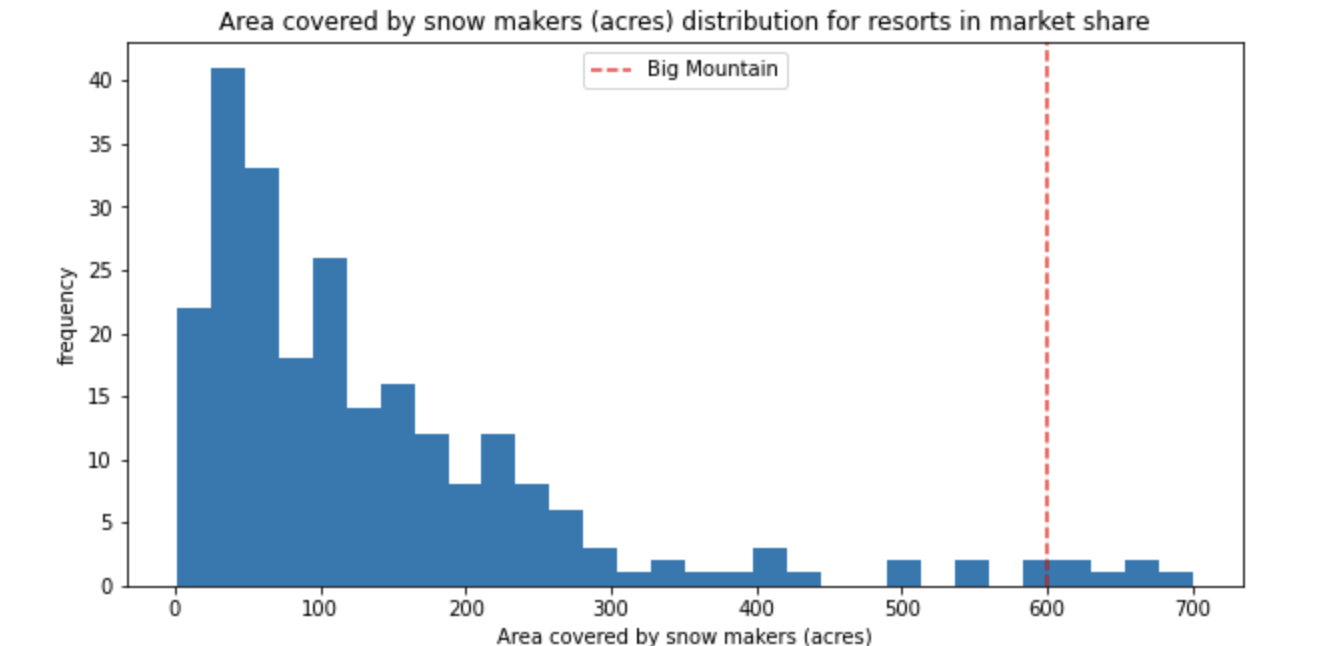 Area covered by snow makers (acres) distribution for resorts in market share
Big Mountain
40
35
30
25
20
15
10
5
0
frequency
0 100 200 300 400 500 600 700
Area covered by snow makers (acres)